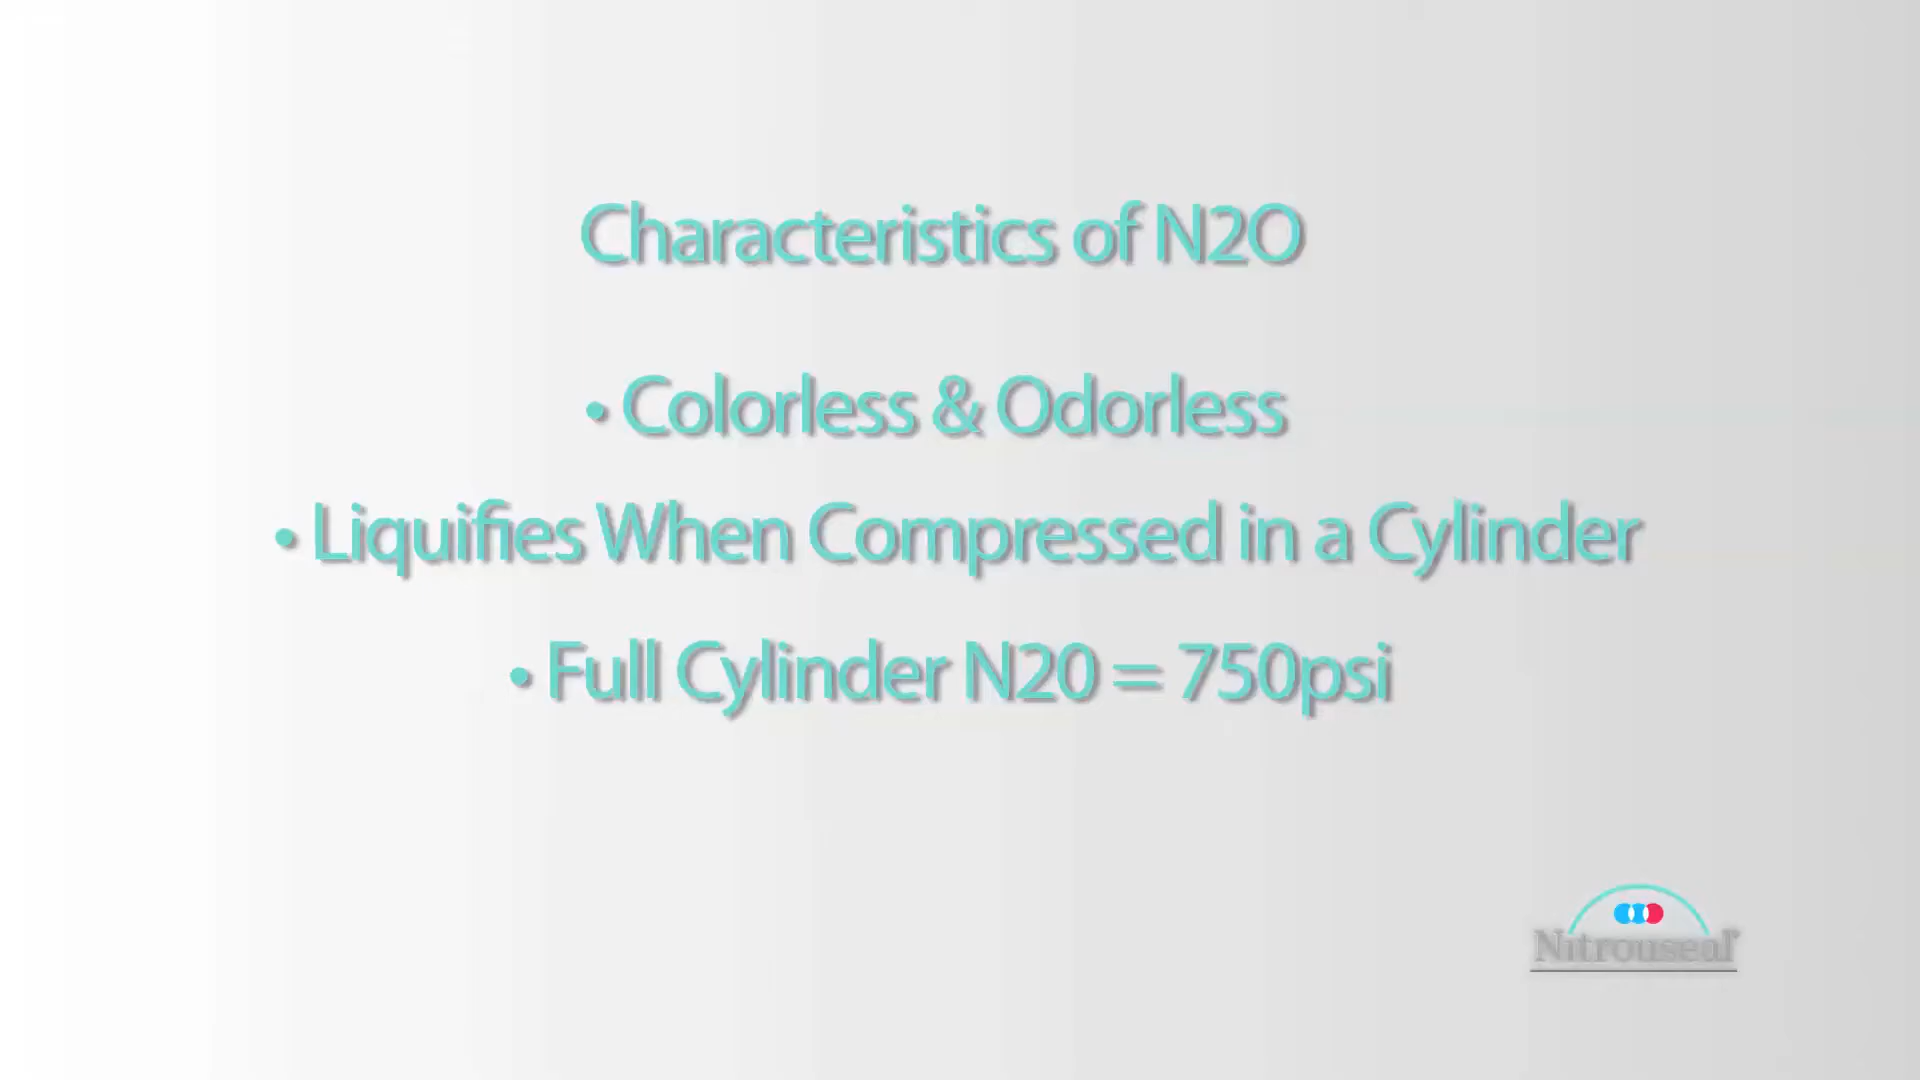 Characteristics of N2O
• Colorless & Odorless
• Liquifies When Compressed in a Cylinder
• Full Cylinder N20 = 750psi
Nitrouseal®